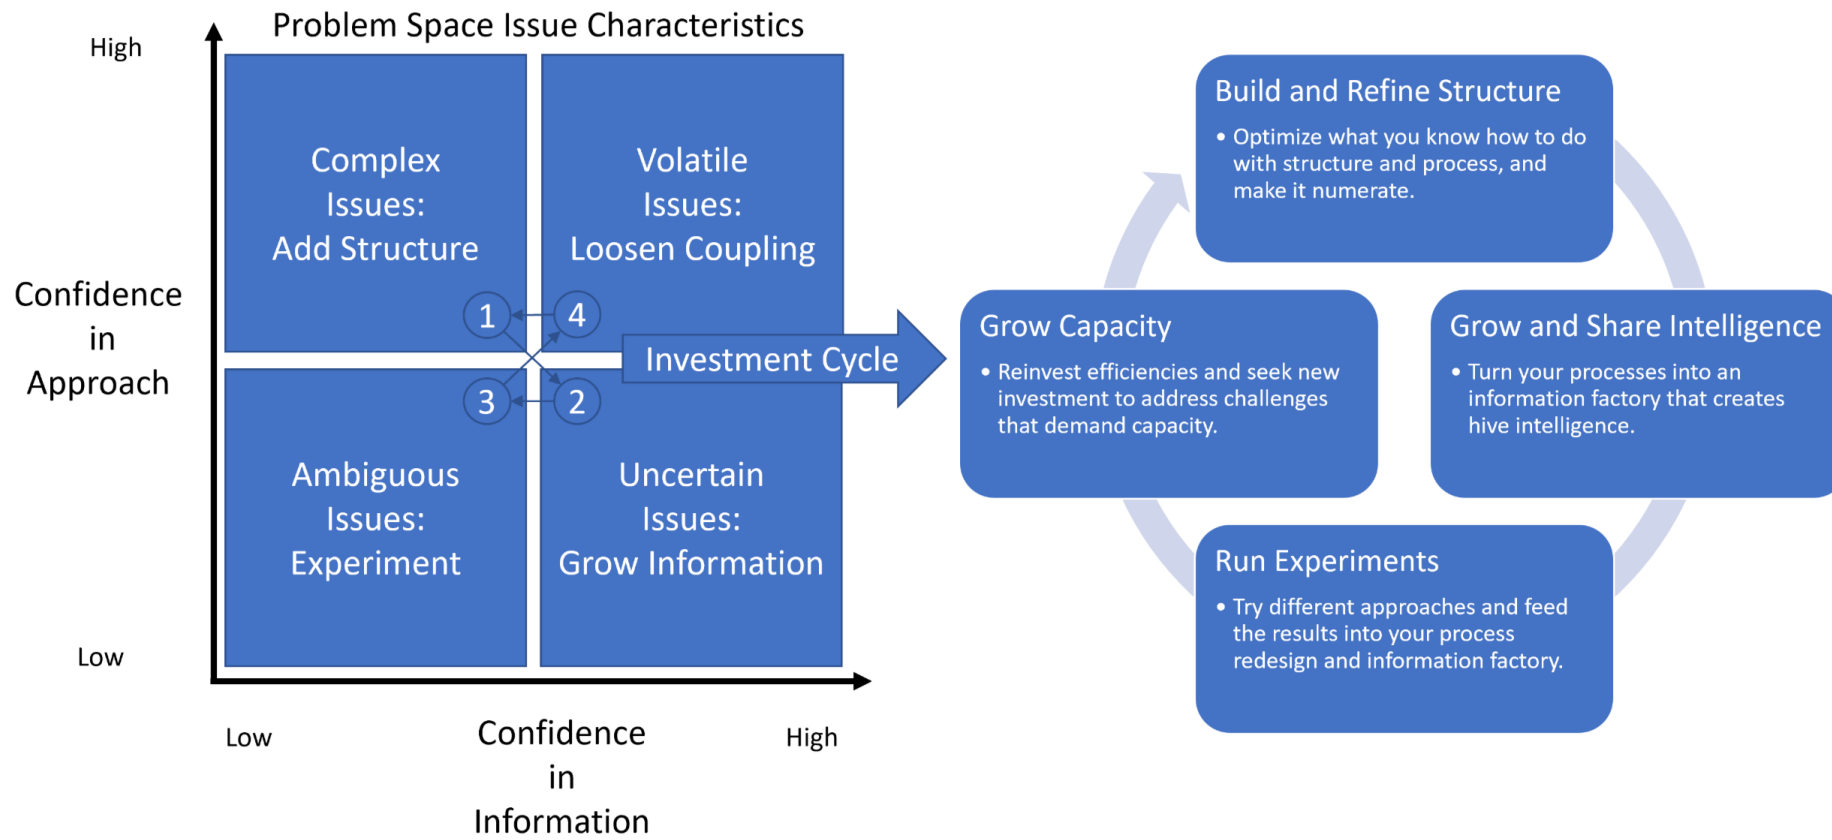 Problem Space Issue Characteristics
High
Complex
Issues:
Add Structure
Volatile
Issues:
Loosen Coupling
Confidence
in
Approach
1
4
3
2
Investment Cycle
Ambiguous
Issues:
Experiment
Uncertain
Issues:
Grow Information
Low
Low
Confidence
in
Information
High
Build and Refine Structure
• Optimize what you know how to do
with structure and process, and
make it numerate.
Grow Capacity
• Reinvest efficiencies and seek new
investment to address challenges
that demand capacity.
Grow and Share Intelligence
• Turn your processes into an
information factory that creates
hive intelligence.
Run Experiments
• Try different approaches and feed
the results into your process
redesign and information factory.